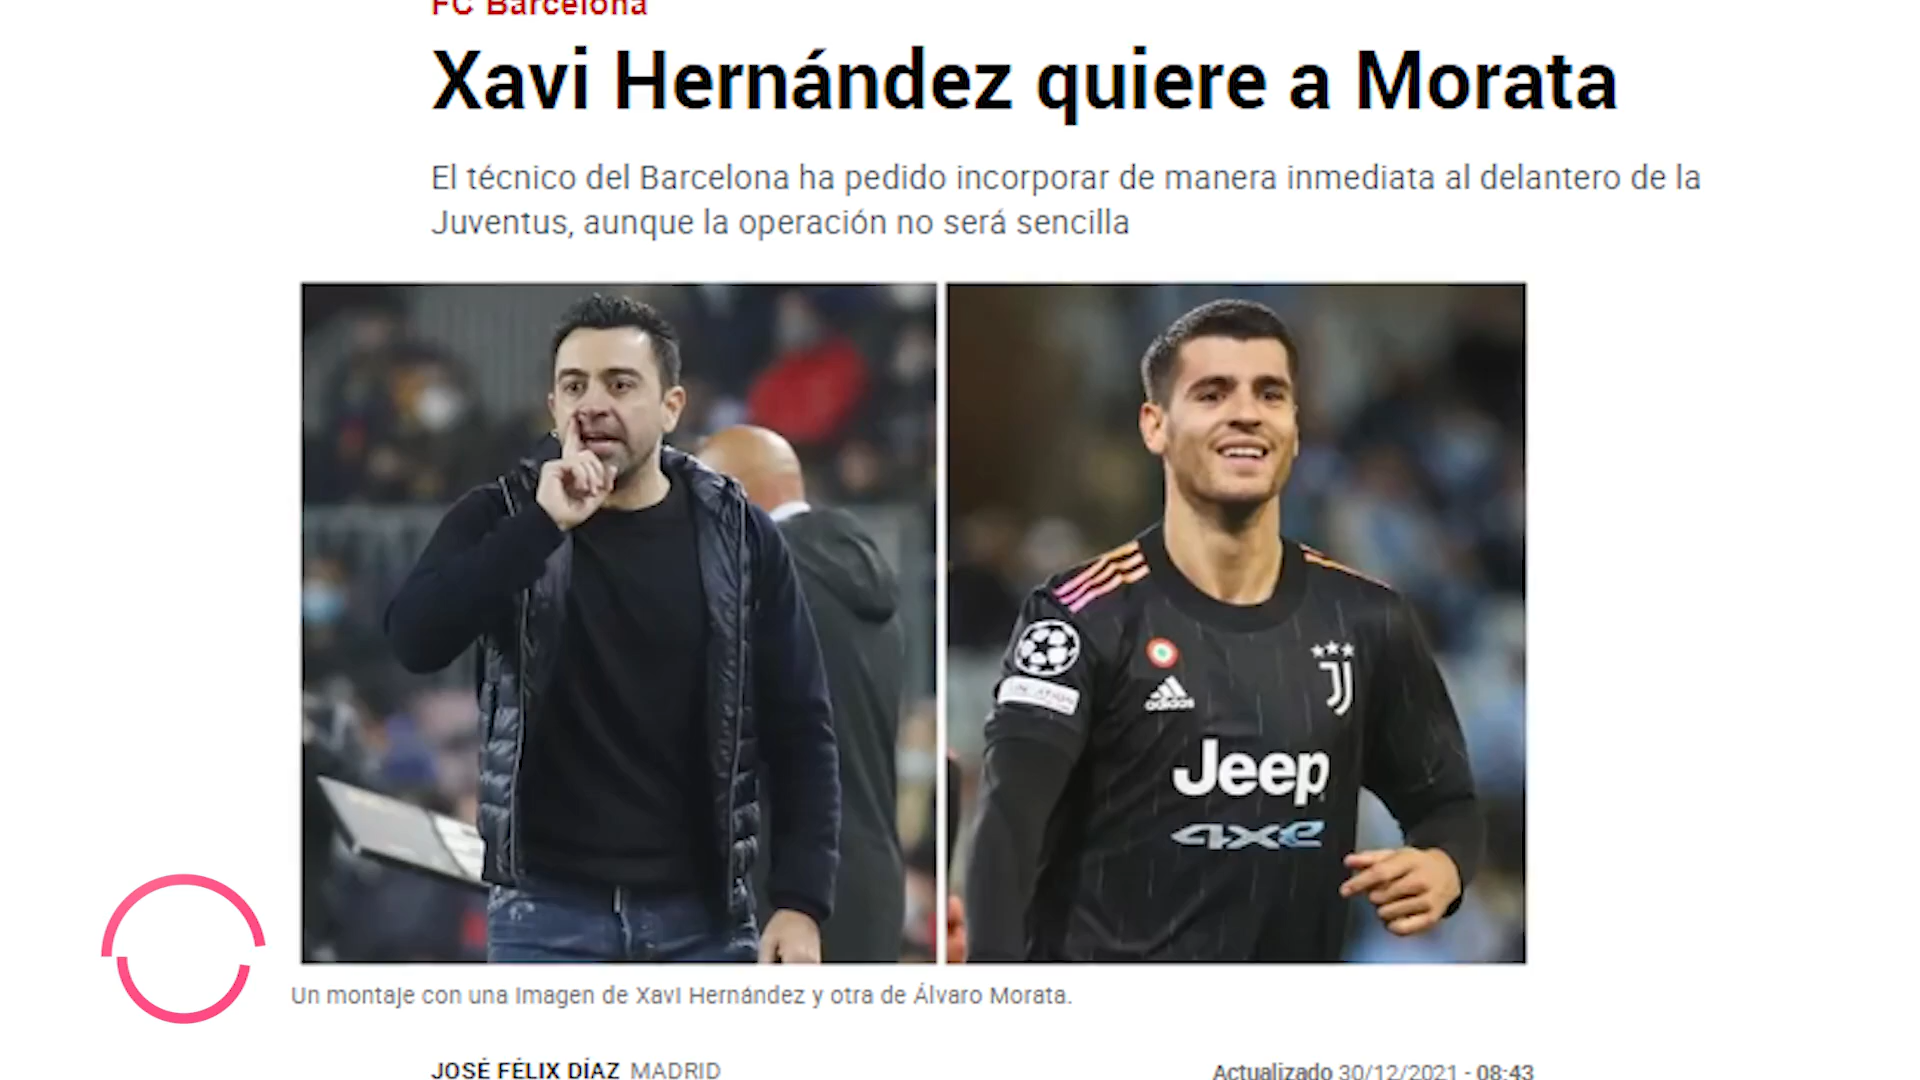 FC Barcelona
Xavi Hernández quiere a Morata
El técnico del Barcelona ha pedido incorporar de manera inmediata al delantero de la
Juventus, aunque la operación no será sencilla
adidas
Jeep
4xe
Un montaje con una imagen de Xavi Hernández y otra de Álvaro Morata.
JOSÉ FÉLIX DÍAZ MADRID
Actualizado 30/12/2021 - 08:43